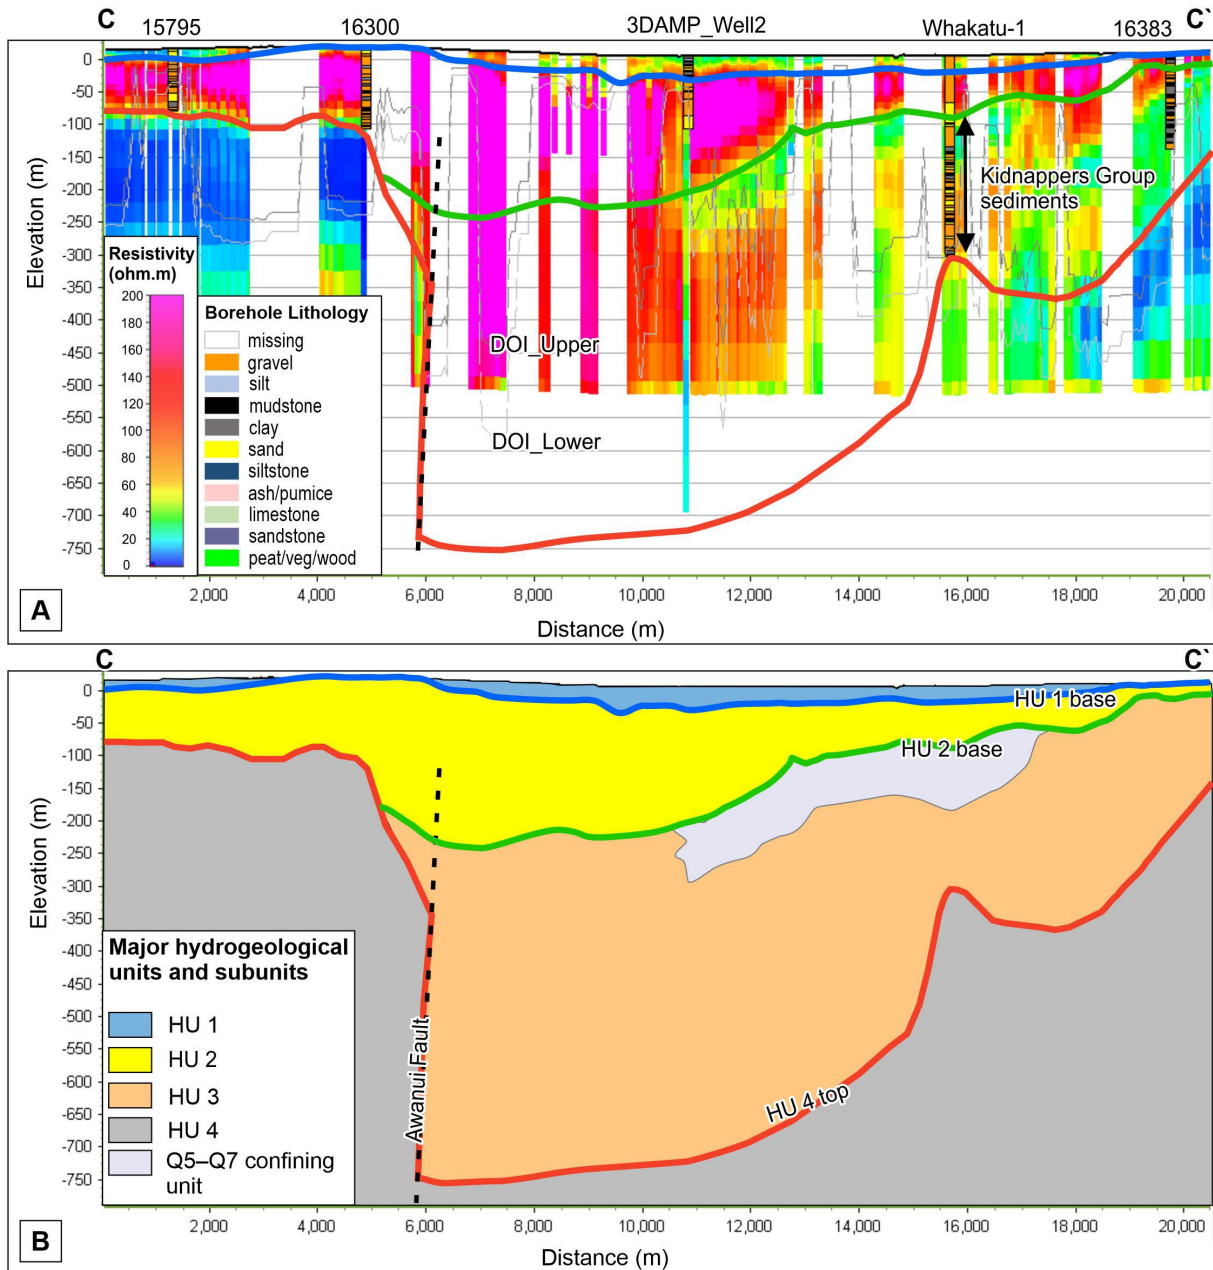 C
15795
16300
3DAMP_Well2
Whakatu-1
16383
C`
Elevation (m)
0
-50
-100
-150
-200
-250
-300
-350
-400
-450
-500
-550
-600
-650
-700
-750
Kidnappers Group
sediments
Resistivity
(ohm.m)
200
180
160
140
120
100
80
60
40
20
0
Borehole Lithology
missing
gravel
silt
mudstone
clay
sand
siltstone
ash/pumice
limestone
sandstone
peat/veg/wood
DOI_Upper
DOI_Lower
2,000
4,000
6,000
8,000
10,000
12,000
14,000
16,000
18,000
20,000
A
Distance (m)
C
C`
Elevation (m)
0
-50
-100
-150
-200
-250
-300
-350
-400
-450
-500
-550
-600
-650
-700
-750
HU 1 base
HU 2 base
Major hydrogeological
units and subunits
HU 1
HU 2
HU 3
HU 4
Q5–Q7 confining
unit
Awanui Fault
HU 4 top
2,000
4,000
6,000
8,000
10,000
12,000
14,000
16,000
18,000
20,000
B
Distance (m)